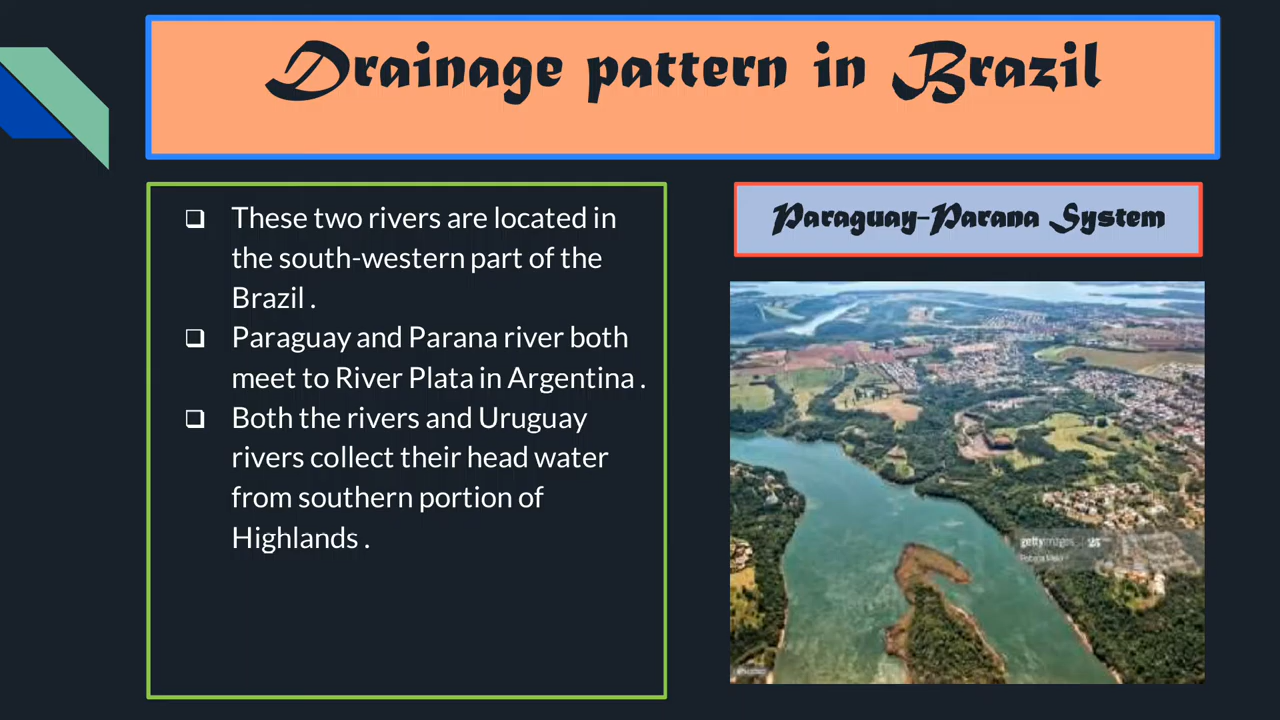 Drainage pattern in Brazil
These two rivers are located in
the south-western part of the
Brazil .
Paraguay and Parana river both
meet to River Plata in Argentina .
Both the rivers and Uruguay
rivers collect their head water
from southern portion of
Highlands .
Paraguay-Parana System
gettyimages